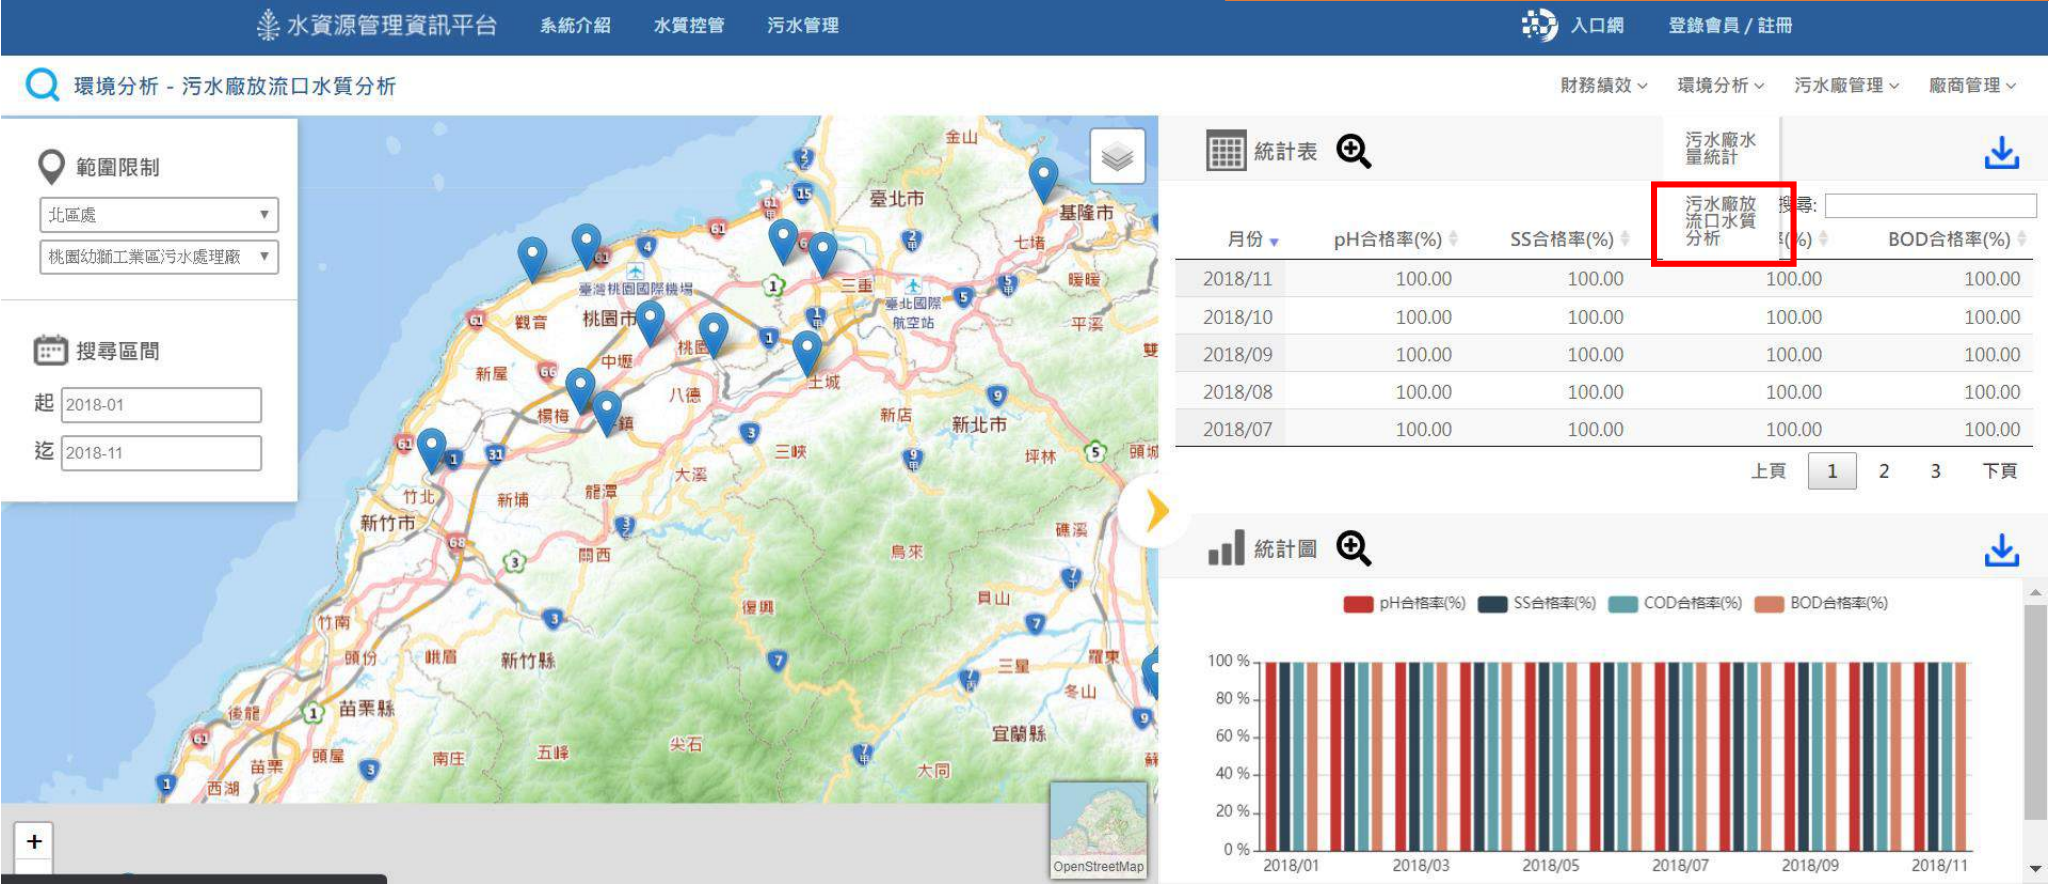 水資源管理資訊平台 系統介紹 水質控管 污水管理 入口網 登錄會員 / 註冊
環境分析 - 污水廠放流口水質分析 財務績效 環境分析 污水廠管理 廠商管理
範圍限制
北區處
桃園幼獅工業區污水處理廠
搜尋區間
起 2018-01
迄 2018-11
金山
臺北市
基隆市
七堵
暖暖
三重
臺灣桃園國際機場
臺北國際
航空站
平溪
觀音
桃園市
雙
中壢
新屋
八德
土城
楊梅
鎮
新店
新北市
三峽
坪林
頭城
大溪
竹北
新埔
龍潭
新竹市
關西
烏來
礁溪
復興
員山
竹南
頭份
峨眉
新竹縣
三星
羅東
冬山
後龍
苗栗縣
宜蘭縣
頭屋
南庄
五峰
尖石
大同
苗栗
西湖
蘇
+
OpenStreetMap
統計表
污水廠水
量統計
污水廠放
流口水質
分析
搜尋:
月份 pH合格率(%) SS合格率(%) (%) BOD合格率(%)
2018/11 100.00 100.00 100.00 100.00
2018/10 100.00 100.00 100.00 100.00
2018/09 100.00 100.00 100.00 100.00
2018/08 100.00 100.00 100.00 100.00
2018/07 100.00 100.00 100.00 100.00
上頁 1 2 3 下頁
統計圖
pH合格率(%) SS合格率(%) COD合格率(%) BOD合格率(%)
100 %
80 %
60 %
40 %
20 %
0 %
2018/01 2018/03 2018/05 2018/07 2018/09 2018/11